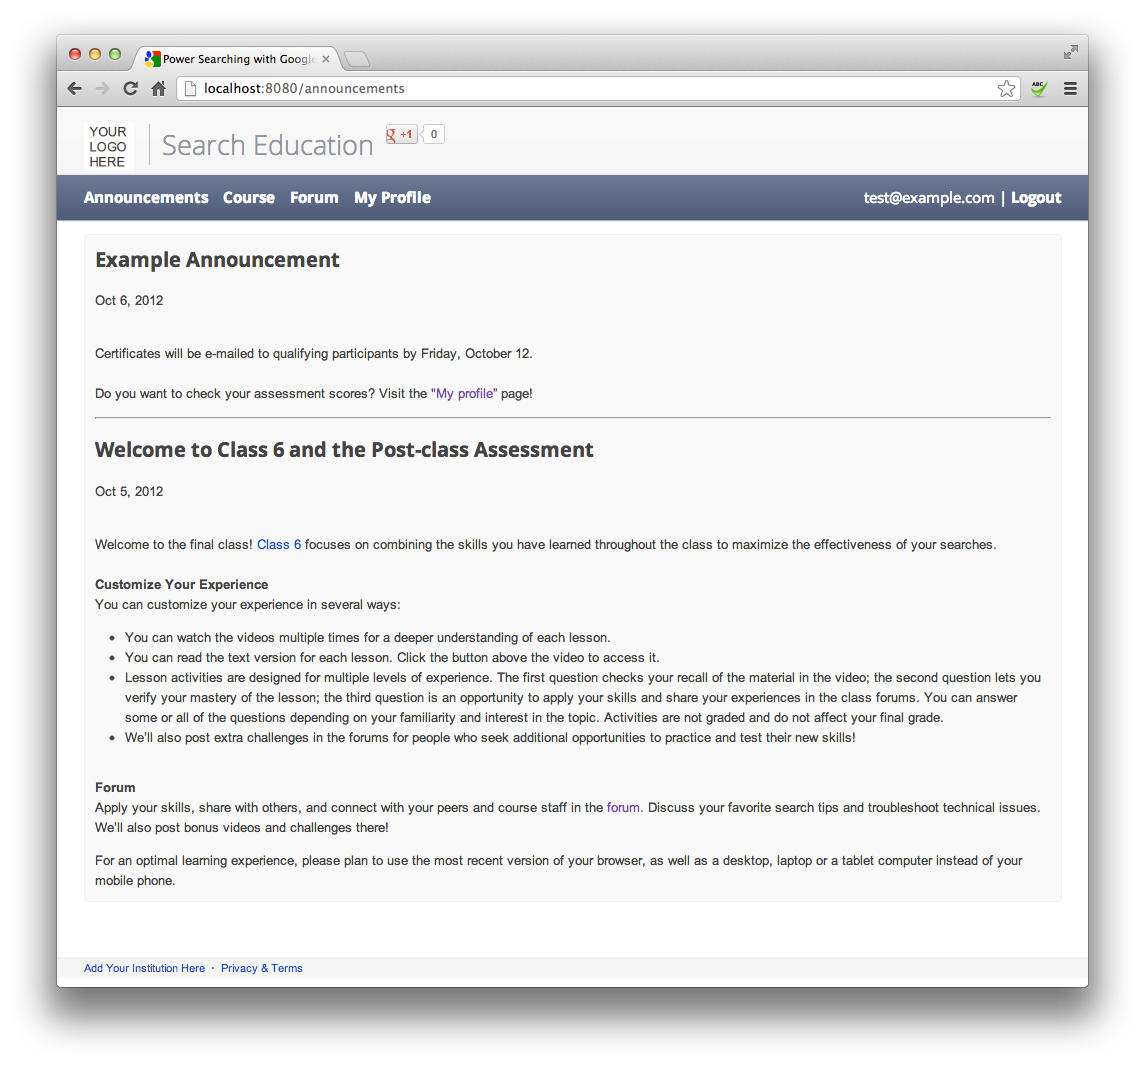 Power Searching with Google
localhost:8080/announcements
ABC
YOUR
LOGO
HERE
Search Education
g +1 0
Announcements Course Forum My Profile test@example.com | Logout
Example Announcement
Oct 6, 2012
Certificates will be e-mailed to qualifying participants by Friday, October 12.
Do you want to check your assessment scores? Visit the "My profile" page!
Welcome to Class 6 and the Post-class Assessment
Oct 5, 2012
Welcome to the final class! Class 6 focuses on combining the skills you have learned throughout the class to maximize the effectiveness of your searches.
Customize Your Experience
You can customize your experience in several ways:
• You can watch the videos multiple times for a deeper understanding of each lesson.
• You can read the text version for each lesson. Click the button above the video to access it.
• Lesson activities are designed for multiple levels of experience. The first question checks your recall of the material in the video; the second question lets you
verify your mastery of the lesson; the third question is an opportunity to apply your skills and share your experiences in the class forums. You can answer
some or all of the questions depending on your familiarity and interest in the topic. Activities are not graded and do not affect your final grade.
• We'll also post extra challenges in the forums for people who seek additional opportunities to practice and test their new skills!
Forum
Apply your skills, share with others, and connect with your peers and course staff in the forum. Discuss your favorite search tips and troubleshoot technical issues.
We'll also post bonus videos and challenges there!
For an optimal learning experience, please plan to use the most recent version of your browser, as well as a desktop, laptop or a tablet computer instead of your
mobile phone.
Add Your Institution Here · Privacy & Terms